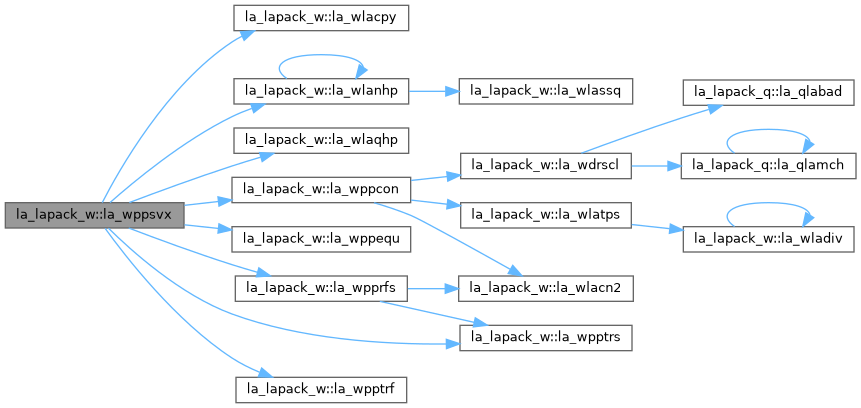 la_lapack_w::la_wppsvx
la_lapack_w::la_wlacpy
la_lapack_w::la_wlanhp
la_lapack_w::la_wlassq
la_lapack_w::la_wlaqhp
la_lapack_w::la_wppcon
la_lapack_w::la_wdrscl
la_lapack_q::la_qlabad
la_lapack_q::la_qlamch
la_lapack_w::la_wlatps
la_lapack_w::la_wladiv
la_lapack_w::la_wppequ
la_lapack_w::la_wpprfs
la_lapack_w::la_wlacn2
la_lapack_w::la_wpptrs
la_lapack_w::la_wpptrf